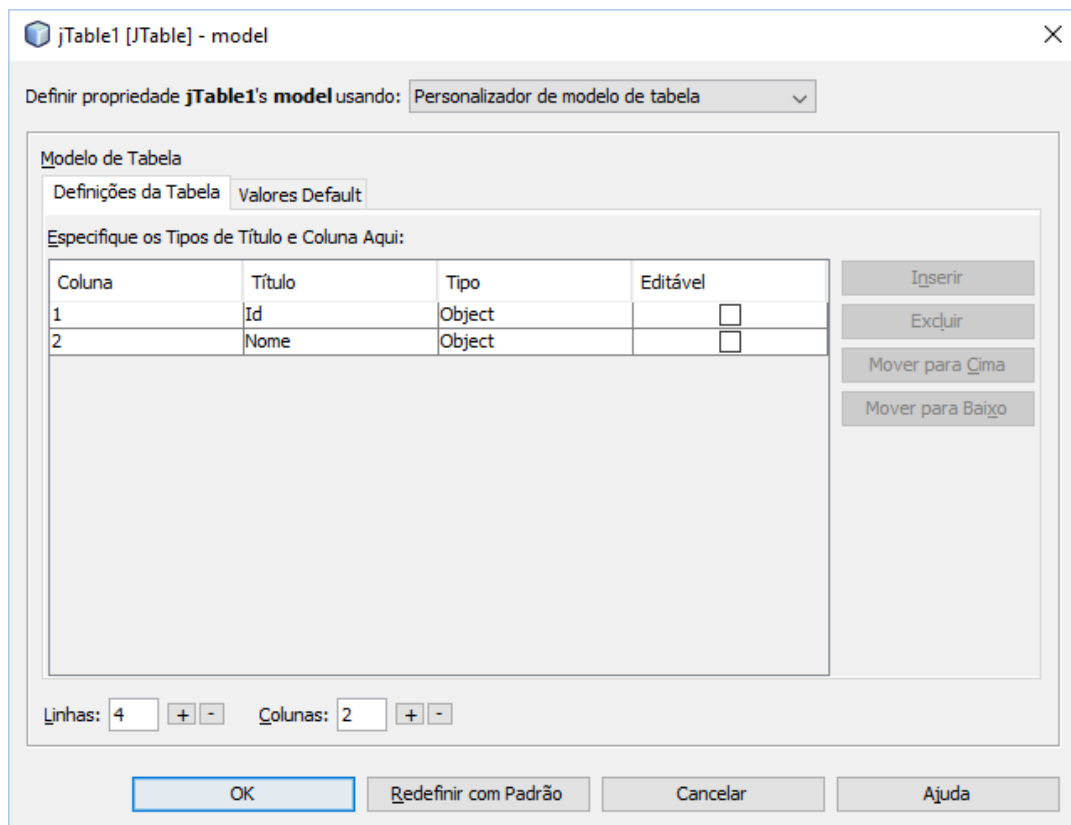 jTable1 [JTable] - model
Definir propriedade jTable1's model usando: Personalizador de modelo de tabela
Modelo de Tabela
Definições da Tabela Valores Default
Especifique os Tipos de Título e Coluna Aqui:
Coluna Título Tipo Editável
1 Id Object
2 Nome Object
Inserir
Excluir
Mover para Cima
Mover para Baixo
Linhas: 4 + - Colunas: 2 + -
OK Redefinir com Padrão Cancelar Ajuda